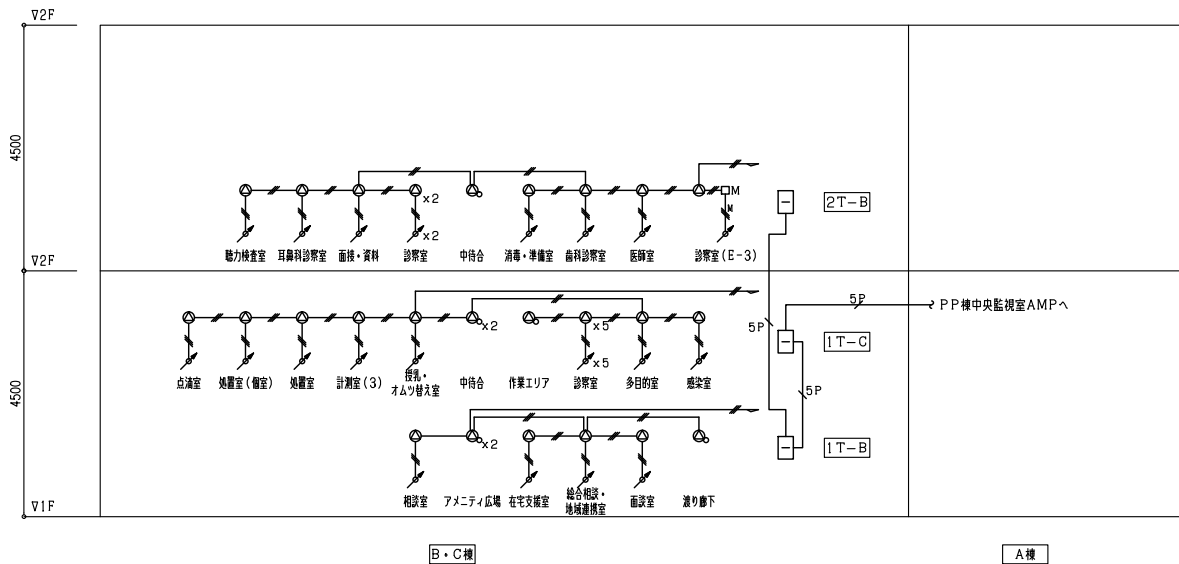 ▽2F
4500
x2
M
2T-B
x2
M
聴力検査室 耳鼻科診察室 面接・資料 診察室 中待合 消毒・準備室 歯科診察室 医師室 診察室(E-3)
▽2F
5P
PP棟中央監視室AMPへ
x2
x5
5P
1T-C
x5
点滴室 処置室(個室) 処置室 計測室(3) 授乳・オムツ替え室 中待合 作業エリア 診察室 多目的室 感染室
4500
5P
x2
1T-B
相談室 アメニティ広場 在宅支援室 総合相談・地域連携室 面談室 渡り廊下
▽1F
B・C棟
A棟